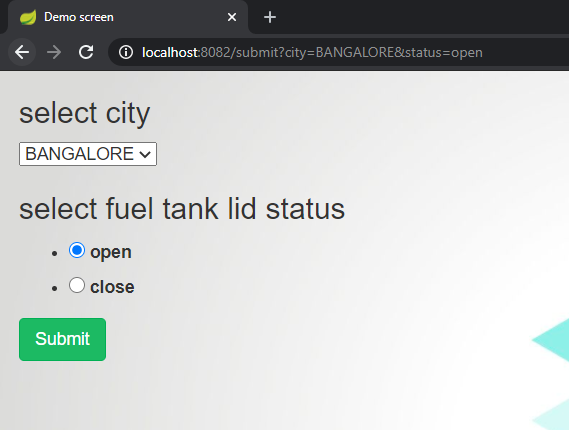 Demo screen
localhost:8082/submit?city=BANGALORE&status=open
select city
BANGALORE
select fuel tank lid status
open
close
Submit